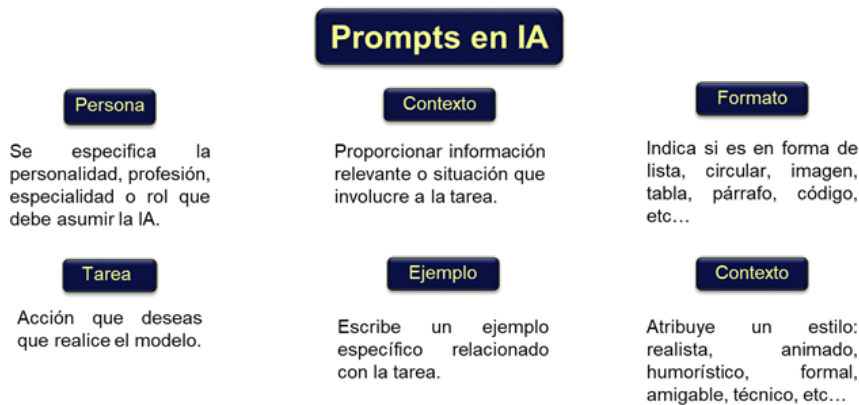 Prompts en IA
Persona
Se especifica la
personalidad, profesión,
especialidad o rol que
debe asumir la IA.
Contexto
Proporcionar información
relevante o situación que
involucre a la tarea.
Formato
Indica si es en forma de
lista, circular, imagen,
tabla, párrafo, código,
etc...
Tarea
Acción que deseas
que realice el modelo.
Ejemplo
Escribe un ejemplo
específico relacionado
con la tarea.
Contexto
Atribuye un estilo:
realista, animado,
humorístico, formal,
amigable, técnico, etc...